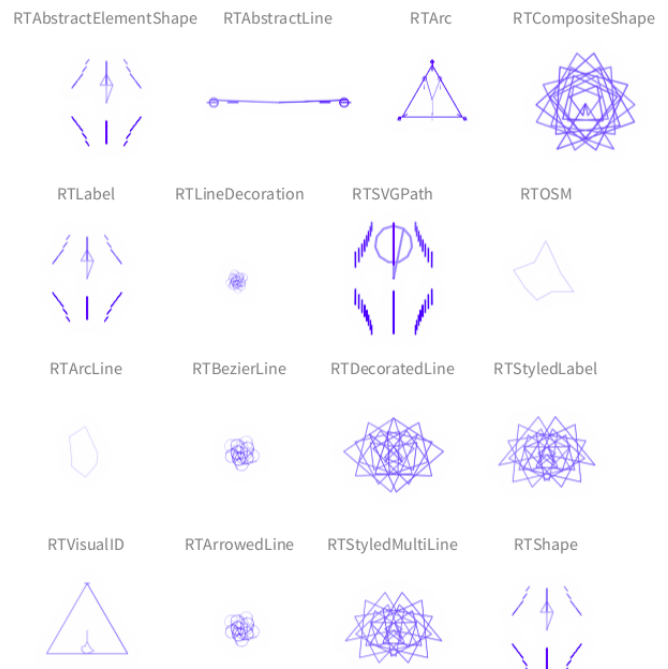 RTAbstractElementShape RTAbstractLine RTArc RTCompositeShape
RTLabel RTLineDecoration RTSVGPath RTOSM
RTArcLine RTBezierLine RTDecoratedLine RTStyledLabel
RTVisualID RTArrowedLine RTStyledMultiLine RTShape